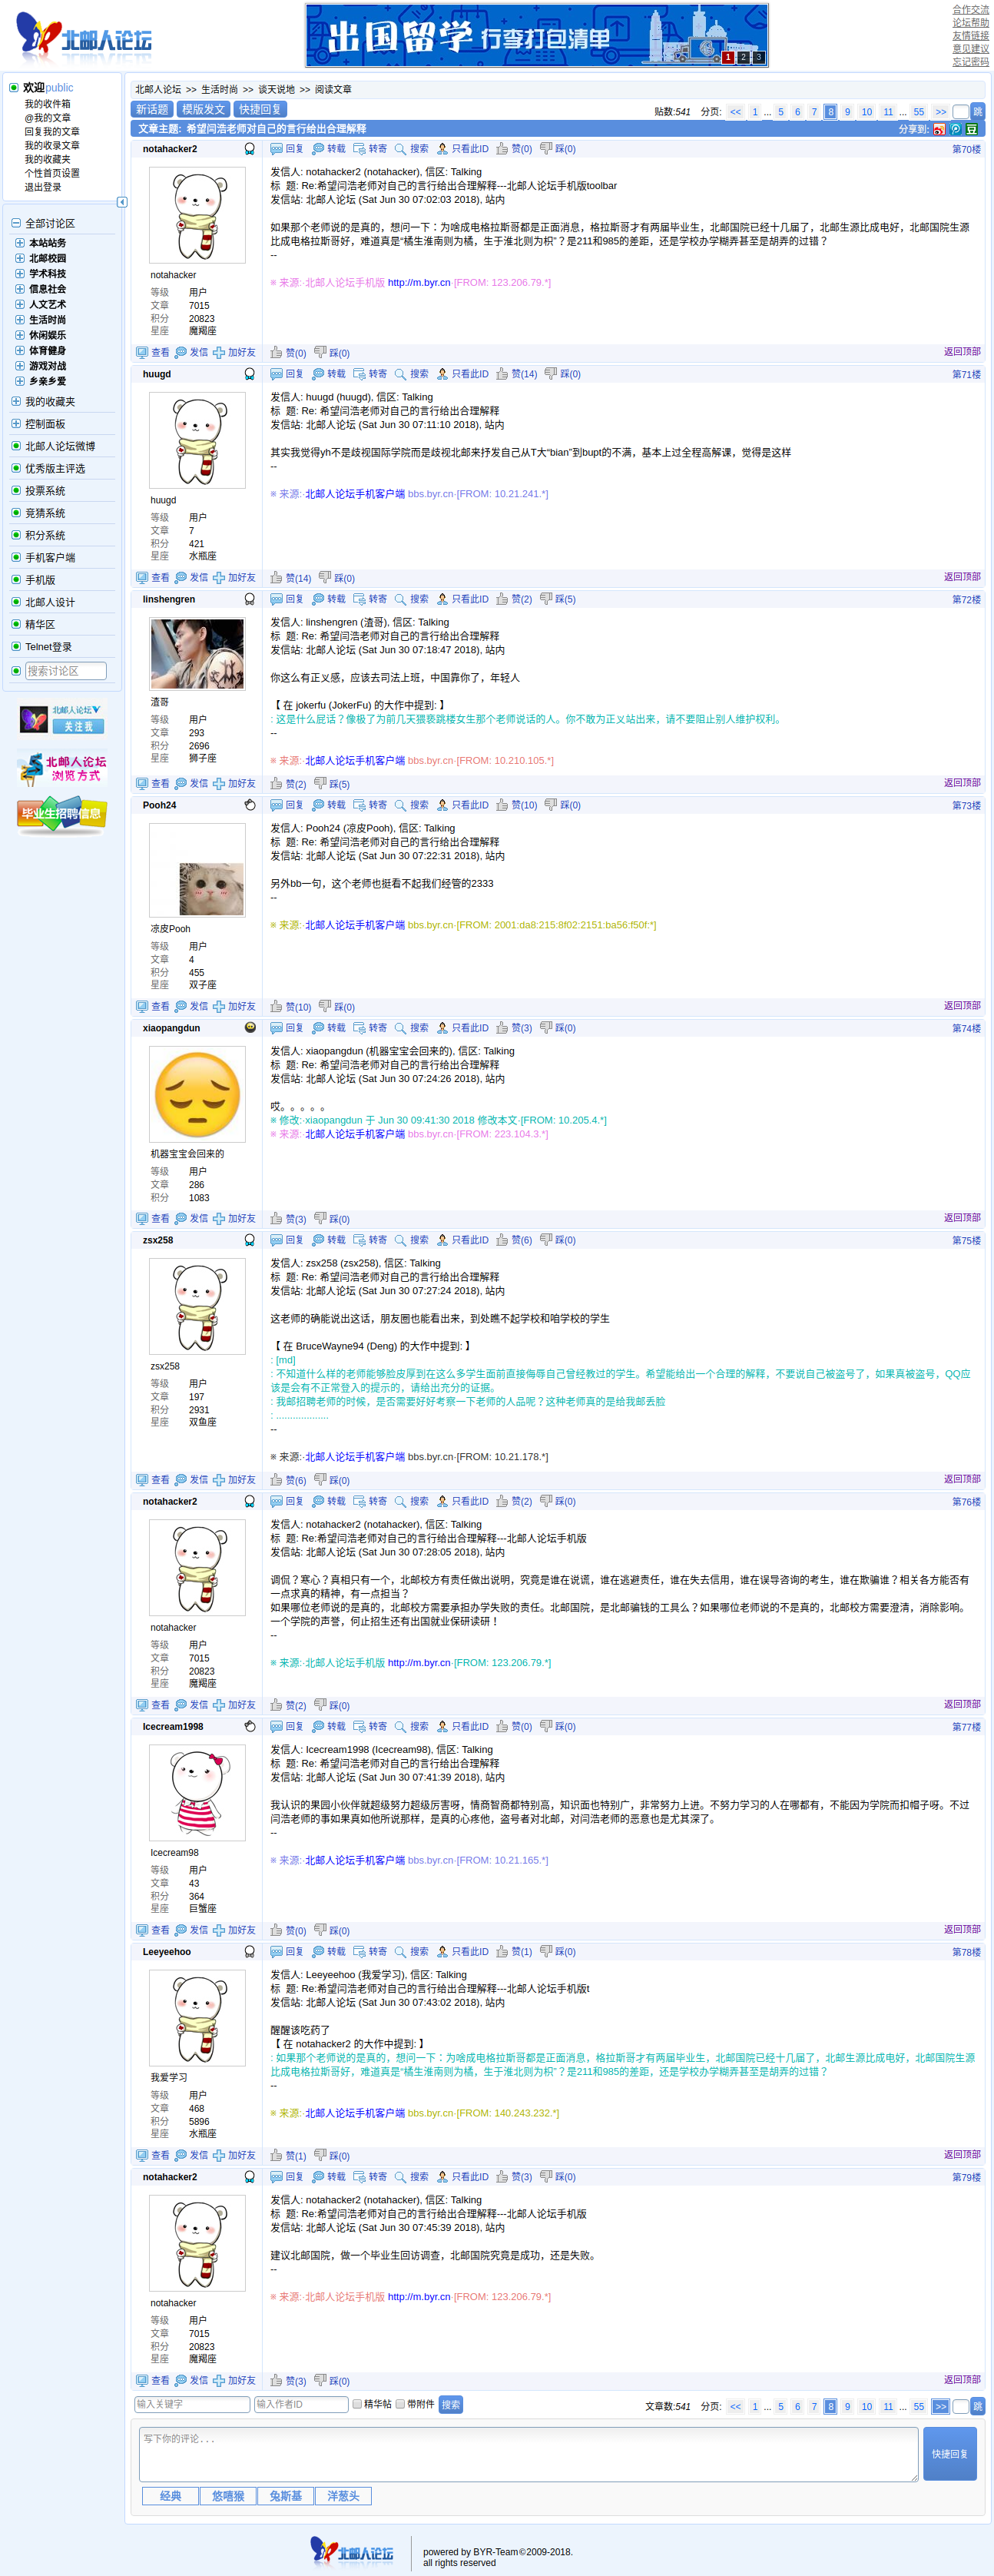 北邮人论坛
出国留学 行李打包清单
1 2 3
合作交流
论坛帮助
友情链接
意见建议
忘记密码
欢迎public
我的收件箱
@我的文章
回复我的文章
我的收录文章
我的收藏夹
个性首页设置
退出登录
全部讨论区
本站站务
北邮校园
学术科技
信息社会
人文艺术
生活时尚
休闲娱乐
体育健身
游戏对战
乡亲乡爱
我的收藏夹
控制面板
北邮人论坛微博
优秀版主评选
投票系统
竞猜系统
积分系统
手机客户端
手机版
北邮人设计
精华区
Telnet登录
搜索讨论区
北邮人论坛
关注我
北邮人论坛
浏览方式
毕业生招聘信息
北邮人论坛 >> 生活时尚 >> 谈天说地 >> 阅读文章
新话题 模版发文 快捷回复
贴数:541 分页: << 1 ... 5 6 7 8 9 10 11 ... 55 >> 跳
文章主题: 希望闫浩老师对自己的言行给出合理解释 分享到:
notahacker2 回复 转载 转寄 搜索 只看此ID 赞(0) 踩(0) 第70楼
发信人: notahacker2 (notahacker), 信区: Talking
标 题: Re:希望闫浩老师对自己的言行给出合理解释---北邮人论坛手机版toolbar
发信站: 北邮人论坛 (Sat Jun 30 07:02:03 2018), 站内
如果那个老师说的是真的，想问一下：为啥成电格拉斯哥都是正面消息，格拉斯哥才有两届毕业生，北邮国院已经十几届了，北邮生源比成电好，北邮国院生源
比成电格拉斯哥好，难道真是“橘生淮南则为橘，生于淮北则为枳”？是211和985的差距，还是学校办学糊弄甚至是胡弄的过错？
--
※ 来源:·北邮人论坛手机版 http://m.byr.cn·[FROM: 123.206.79.*]
notahacker
等级 用户
文章 7015
积分 20823
星座 魔羯座
查看 发信 加好友 赞(0) 踩(0) 返回顶部
huugd 回复 转载 转寄 搜索 只看此ID 赞(14) 踩(0) 第71楼
发信人: huugd (huugd), 信区: Talking
标 题: Re: 希望闫浩老师对自己的言行给出合理解释
发信站: 北邮人论坛 (Sat Jun 30 07:11:10 2018), 站内
其实我觉得yh不是歧视国际学院而是歧视北邮来抒发自己从T大“bian”到bupt的不满，基本上过全程高解课，觉得是这样
--
※ 来源:·北邮人论坛手机客户端 bbs.byr.cn·[FROM: 10.21.241.*]
huugd
等级 用户
文章 7
积分 421
星座 水瓶座
查看 发信 加好友 赞(14) 踩(0) 返回顶部
linshengren 回复 转载 转寄 搜索 只看此ID 赞(2) 踩(5) 第72楼
发信人: linshengren (渣哥), 信区: Talking
标 题: Re: 希望闫浩老师对自己的言行给出合理解释
发信站: 北邮人论坛 (Sat Jun 30 07:18:47 2018), 站内
你这么有正义感，应该去司法上班，中国靠你了，年轻人
【 在 jokerfu (JokerFu) 的大作中提到: 】
: 这是什么屁话？像极了为前几天猥亵跳楼女生那个老师说话的人。你不敢为正义站出来，请不要阻止别人维护权利。
--
※ 来源:·北邮人论坛手机客户端 bbs.byr.cn·[FROM: 10.210.105.*]
渣哥
等级 用户
文章 293
积分 2696
星座 狮子座
查看 发信 加好友 赞(2) 踩(5) 返回顶部
Pooh24 回复 转载 转寄 搜索 只看此ID 赞(10) 踩(0) 第73楼
发信人: Pooh24 (凉皮Pooh), 信区: Talking
标 题: Re: 希望闫浩老师对自己的言行给出合理解释
发信站: 北邮人论坛 (Sat Jun 30 07:22:31 2018), 站内
另外bb一句，这个老师也挺看不起我们经管的2333
--
※ 来源:·北邮人论坛手机客户端 bbs.byr.cn·[FROM: 2001:da8:215:8f02:2151:ba56:f50f:*]
凉皮Pooh
等级 用户
文章 4
积分 455
星座 双子座
查看 发信 加好友 赞(10) 踩(0) 返回顶部
xiaopangdun 回复 转载 转寄 搜索 只看此ID 赞(3) 踩(0) 第74楼
发信人: xiaopangdun (机器宝宝会回来的), 信区: Talking
标 题: Re: 希望闫浩老师对自己的言行给出合理解释
发信站: 北邮人论坛 (Sat Jun 30 07:24:26 2018), 站内
哎。。。。。
※ 修改:·xiaopangdun 于 Jun 30 09:41:30 2018 修改本文·[FROM: 10.205.4.*]
※ 来源:·北邮人论坛手机客户端 bbs.byr.cn·[FROM: 223.104.3.*]
机器宝宝会回来的
等级 用户
文章 286
积分 1083
查看 发信 加好友 赞(3) 踩(0) 返回顶部
zsx258 回复 转载 转寄 搜索 只看此ID 赞(6) 踩(0) 第75楼
发信人: zsx258 (zsx258), 信区: Talking
标 题: Re: 希望闫浩老师对自己的言行给出合理解释
发信站: 北邮人论坛 (Sat Jun 30 07:27:24 2018), 站内
这老师的确能说出这话，朋友圈也能看出来，到处瞧不起学校和咱学校的学生
【 在 BruceWayne94 (Deng) 的大作中提到: 】
: [md]
: 不知道什么样的老师能够脸皮厚到在这么多学生面前直接侮辱自己曾经教过的学生。希望能给出一个合理的解释，不要说自己被盗号了，如果真被盗号，QQ应
该是会有不正常登入的提示的，请给出充分的证据。
: 我邮招聘老师的时候，是否需要好好考察一下老师的人品呢？这种老师真的是给我邮丢脸
: ...................
--
※ 来源:·北邮人论坛手机客户端 bbs.byr.cn·[FROM: 10.21.178.*]
zsx258
等级 用户
文章 197
积分 2931
星座 双鱼座
查看 发信 加好友 赞(6) 踩(0) 返回顶部
notahacker2 回复 转载 转寄 搜索 只看此ID 赞(2) 踩(0) 第76楼
发信人: notahacker2 (notahacker), 信区: Talking
标 题: Re:希望闫浩老师对自己的言行给出合理解释---北邮人论坛手机版
发信站: 北邮人论坛 (Sat Jun 30 07:28:05 2018), 站内
调侃？寒心？真相只有一个，北邮校方有责任做出说明，究竟是谁在说谎，谁在逃避责任，谁在失去信用，谁在误导咨询的考生，谁在欺骗谁？相关各方能否有
一点求真的精神，有一点担当？
如果哪位老师说的是真的，北邮校方需要承担办学失败的责任。北邮国院，是北邮骗钱的工具么？如果哪位老师说的不是真的，北邮校方需要澄清，消除影响。
一个学院的声誉，何止招生还有出国就业保研读研！
--
※ 来源:·北邮人论坛手机版 http://m.byr.cn·[FROM: 123.206.79.*]
notahacker
等级 用户
文章 7015
积分 20823
星座 魔羯座
查看 发信 加好友 赞(2) 踩(0) 返回顶部
Icecream1998 回复 转载 转寄 搜索 只看此ID 赞(0) 踩(0) 第77楼
发信人: Icecream1998 (Icecream98), 信区: Talking
标 题: Re: 希望闫浩老师对自己的言行给出合理解释
发信站: 北邮人论坛 (Sat Jun 30 07:41:39 2018), 站内
我认识的果园小伙伴就超级努力超级厉害呀，情商智商都特别高，知识面也特别广，非常努力上进。不努力学习的人在哪都有，不能因为学院而扣帽子呀。不过
问浩老师的事如果真如他所说那样，是真的心疼他，盗号者对北邮，对闫浩老师的恶意也是尤其深了。
--
※ 来源:·北邮人论坛手机客户端 bbs.byr.cn·[FROM: 10.21.165.*]
Icecream98
等级 用户
文章 43
积分 364
星座 巨蟹座
查看 发信 加好友 赞(0) 踩(0) 返回顶部
Leeyeehoo 回复 转载 转寄 搜索 只看此ID 赞(1) 踩(0) 第78楼
发信人: Leeyeehoo (我爱学习), 信区: Talking
标 题: Re:希望闫浩老师对自己的言行给出合理解释---北邮人论坛手机版t
发信站: 北邮人论坛 (Sat Jun 30 07:43:02 2018), 站内
醒醒该吃药了
【 在 notahacker2 的大作中提到: 】
: 如果那个老师说的是真的，想问一下：为啥成电格拉斯哥都是正面消息，格拉斯哥才有两届毕业生，北邮国院已经十几届了，北邮生源比成电好，北邮国院生源
比成电格拉斯哥好，难道真是“橘生淮南则为橘，生于淮北则为枳”？是211和985的差距，还是学校办学糊弄甚至是胡弄的过错？
--
※ 来源:·北邮人论坛手机客户端 bbs.byr.cn·[FROM: 140.243.232.*]
我爱学习
等级 用户
文章 468
积分 5896
星座 水瓶座
查看 发信 加好友 赞(1) 踩(0) 返回顶部
notahacker2 回复 转载 转寄 搜索 只看此ID 赞(3) 踩(0) 第79楼
发信人: notahacker2 (notahacker), 信区: Talking
标 题: Re:希望闫浩老师对自己的言行给出合理解释---北邮人论坛手机版
发信站: 北邮人论坛 (Sat Jun 30 07:45:39 2018), 站内
建议北邮国院，做一个毕业生回访调查，北邮国院究竟是成功，还是失败。
--
※ 来源:·北邮人论坛手机版 http://m.byr.cn·[FROM: 123.206.79.*]
notahacker
等级 用户
文章 7015
积分 20823
星座 魔羯座
查看 发信 加好友 赞(3) 踩(0) 返回顶部
输入关键字 输入作者ID 精华帖 带附件 搜索
文章数:541 分页: << 1 ... 5 6 7 8 9 10 11 ... 55 >> 跳
写下你的评论...
快捷回复
经典 悠嘻猴 兔斯基 洋葱头
北邮人论坛
powered by BYR-Team©2009-2018.
all rights reserved